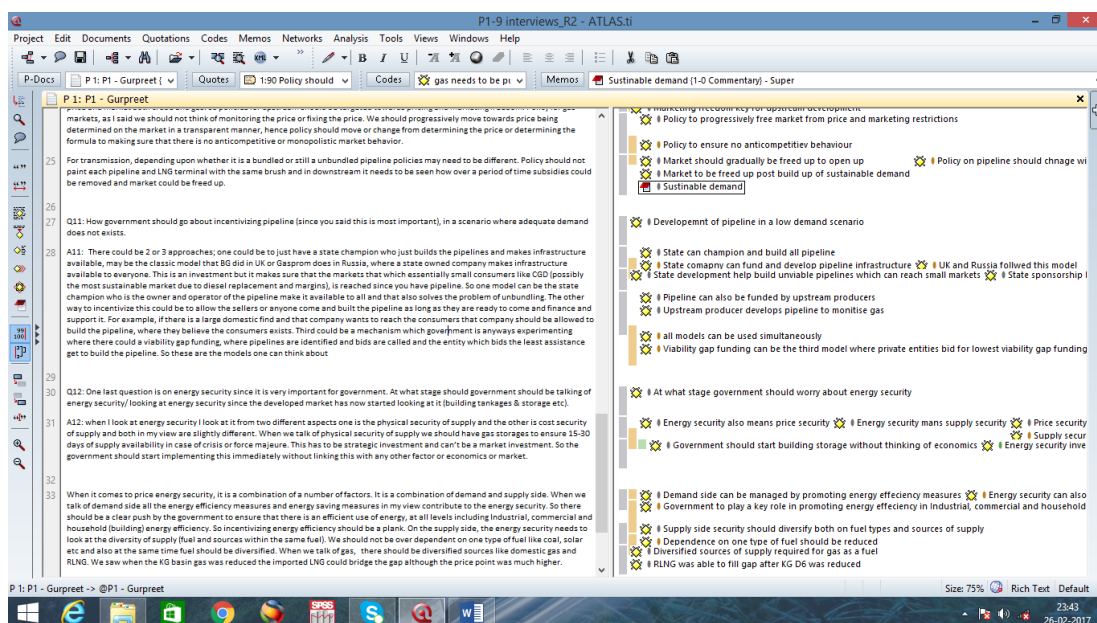 P1-9 interviews_R2 - ATLAS.ti
Project Edit Documents Quotations Codes Memos Networks Analysis Tools Views Windows Help
P-Docs P 1: P1 - Gurpreet ( Quotes 1:90 Policy should Codes gas needs to be pu Memos Sustinable demand {1-0 Commentary} - Super
P 1: P1 - Gurpreet
markets, as I said we should not think of monitoring the price or fixing the price. We should progressively move towards price being
determined on the market in a transparent manner, hence policy should move or change from determining the price or determining the
formula to making sure that there is no anticompetitive or monopolistic market behavior.
25 For transmission, depending upon whether it is a bundled or still a unbundled pipeline policies may need to be different. Policy should not
paint each pipeline and LNG terminal with the same brush and in downstream it needs to be seen how over a period of time subsidies could
be removed and market could be freed up.
26
27 Q11: How government should go about incentivizing pipeline (since you said this is most important), in a scenario where adequate demand
does not exists.
28 A11: There could be 2 or 3 approaches; one could be to just have a state champion who just builds the pipelines and makes infrastructure
available, may be the classic model that BG did in UK or Gasprom does in Russia, where a state owned company makes infrastructure
available to everyone. This is an investment but it makes sure that the markets that which essentially small consumers like CGD (possibly
the most sustainable market due to diesel replacement and margins), is reached since you have pipeline. So one model can be the state
champion who is the owner and operator of the pipeline make it available to all and that also solves the problem of unbundling. The other
way to incentivize this could be to allow the sellers or anyone come and built the pipeline as long as they are ready to come and finance and
support it. For example, if there is a large domestic find and that company wants to reach the consumers that company should be allowed to
build the pipeline, where they believe the consumers exists. Third could be a mechanism which government is anyways experimenting
where there could a viability gap funding, where pipelines are identified and bids are called and the entity which bids the least assistance
get to build the pipeline. So these are the models one can think about
29
30 Q12: One last question is on energy security since it is very important for government. At what stage should government should be talking of
energy security/ looking at energy security since the developed market has now started looking at it (building tankages & storage etc).
31 A12: when I look at energy security I look at it from two different aspects one is the physical security of supply and the other is cost security
of supply and both in my view are slightly different. When we talk of physical security of supply we should have gas storages to ensure 15-30
days of supply availability in case of crisis or force majeure. This has to be strategic investment and can't be a market investment. So the
government should start implementing this immediately without linking this with any other factor or economics or market.
32
33 When it comes to price energy security, it is a combination of a number of factors. It is a combination of demand and supply side. When we
talk of demand side all the energy efficiency measures and energy saving measures in my view contribute to the energy security. So there
should be a clear push by the government to ensure that there is an efficient use of energy, at all levels including Industrial, commercial and
household (building) energy efficiency. So incentivizing energy efficiency should be a plank. On the supply side, the energy security needs to
look at the diversity of supply (fuel and sources within the same fuel). We should not be over dependent on one type of fuel like coal, solar
etc and also at the same time fuel should be diversified. When we talk of gas, there should be diversified sources like domestic gas and
RLNG. We saw when the KG basin gas was reduced the imported LNG could bridge the gap although the price point was much higher.
Marketing freedom key for upstream development
Policy to progressively free market from price and marketing restrictions
Policy to ensure no anticompetitiev behaviour
Market should gradually be freed up to open up Policy on pipeline should chnage wi
Market to be freed up post build up of sustainable demand
Sustinable demand
Developemnt of pipeline in a low demand scenario
State can champion and build all pipeline
State comapny can fund and develop pipeline infrastructure UK and Russia follwed this model
State development help build unviable pipelines which can reach small markets State sponsorship
Pipeline can also be funded by upstream producers
Upstream producer develops pipeline to monitise gas
all models can be used simultaneously
Viability gap funding can be the third model where private entities bid for lowest viability gap funding
At what stage government should worry about energy security
Energy security also means price security Energy security mans supply security Price security
Supply secur
Government should start building storage without thinking of economics Energy security inve
Demand side can be managed by promoting energy effeciency measures Energy security can also
Government to play a key role in promoting energy effeciency in Industrial, commercial and household
Supply side security should diversify both on fuel types and sources of supply
Dependence on one type of fuel should be reduced
Diversified sources of supply required for gas as a fuel
RLNG was able to fill gap after KG D6 was reduced
P 1: P1 - Gurpreet -> @P1 - Gurpreet Size: 75% Rich Text Default
SPSS
23:43
26-02-2017